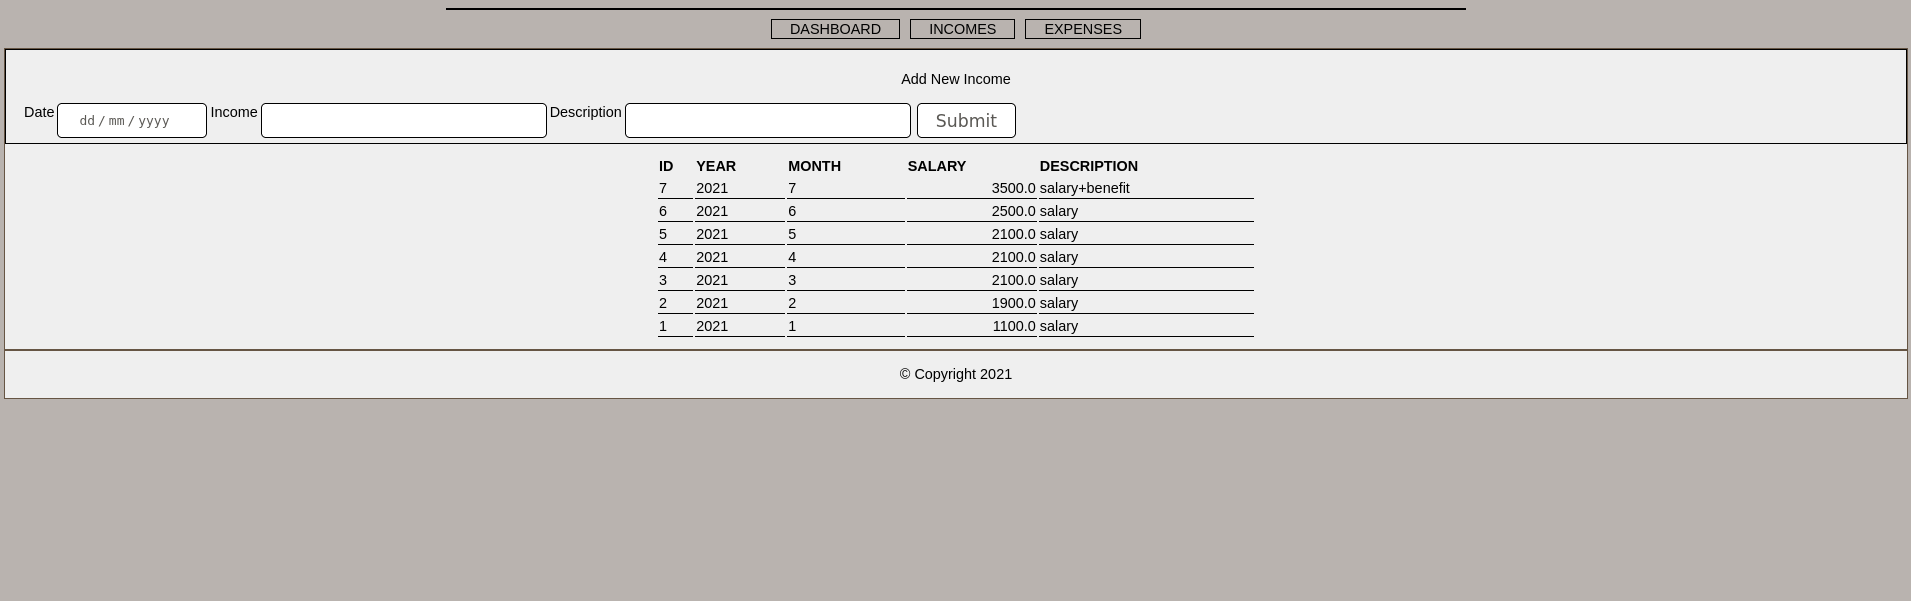 DASHBOARD INCOMES EXPENSES
Add New Income
Date dd/mm/yyyy Income Description Submit
ID YEAR MONTH SALARY DESCRIPTION
7 2021 7 3500.0 salary+benefit
6 2021 6 2500.0 salary
5 2021 5 2100.0 salary
4 2021 4 2100.0 salary
3 2021 3 2100.0 salary
2 2021 2 1900.0 salary
1 2021 1 1100.0 salary
© Copyright 2021